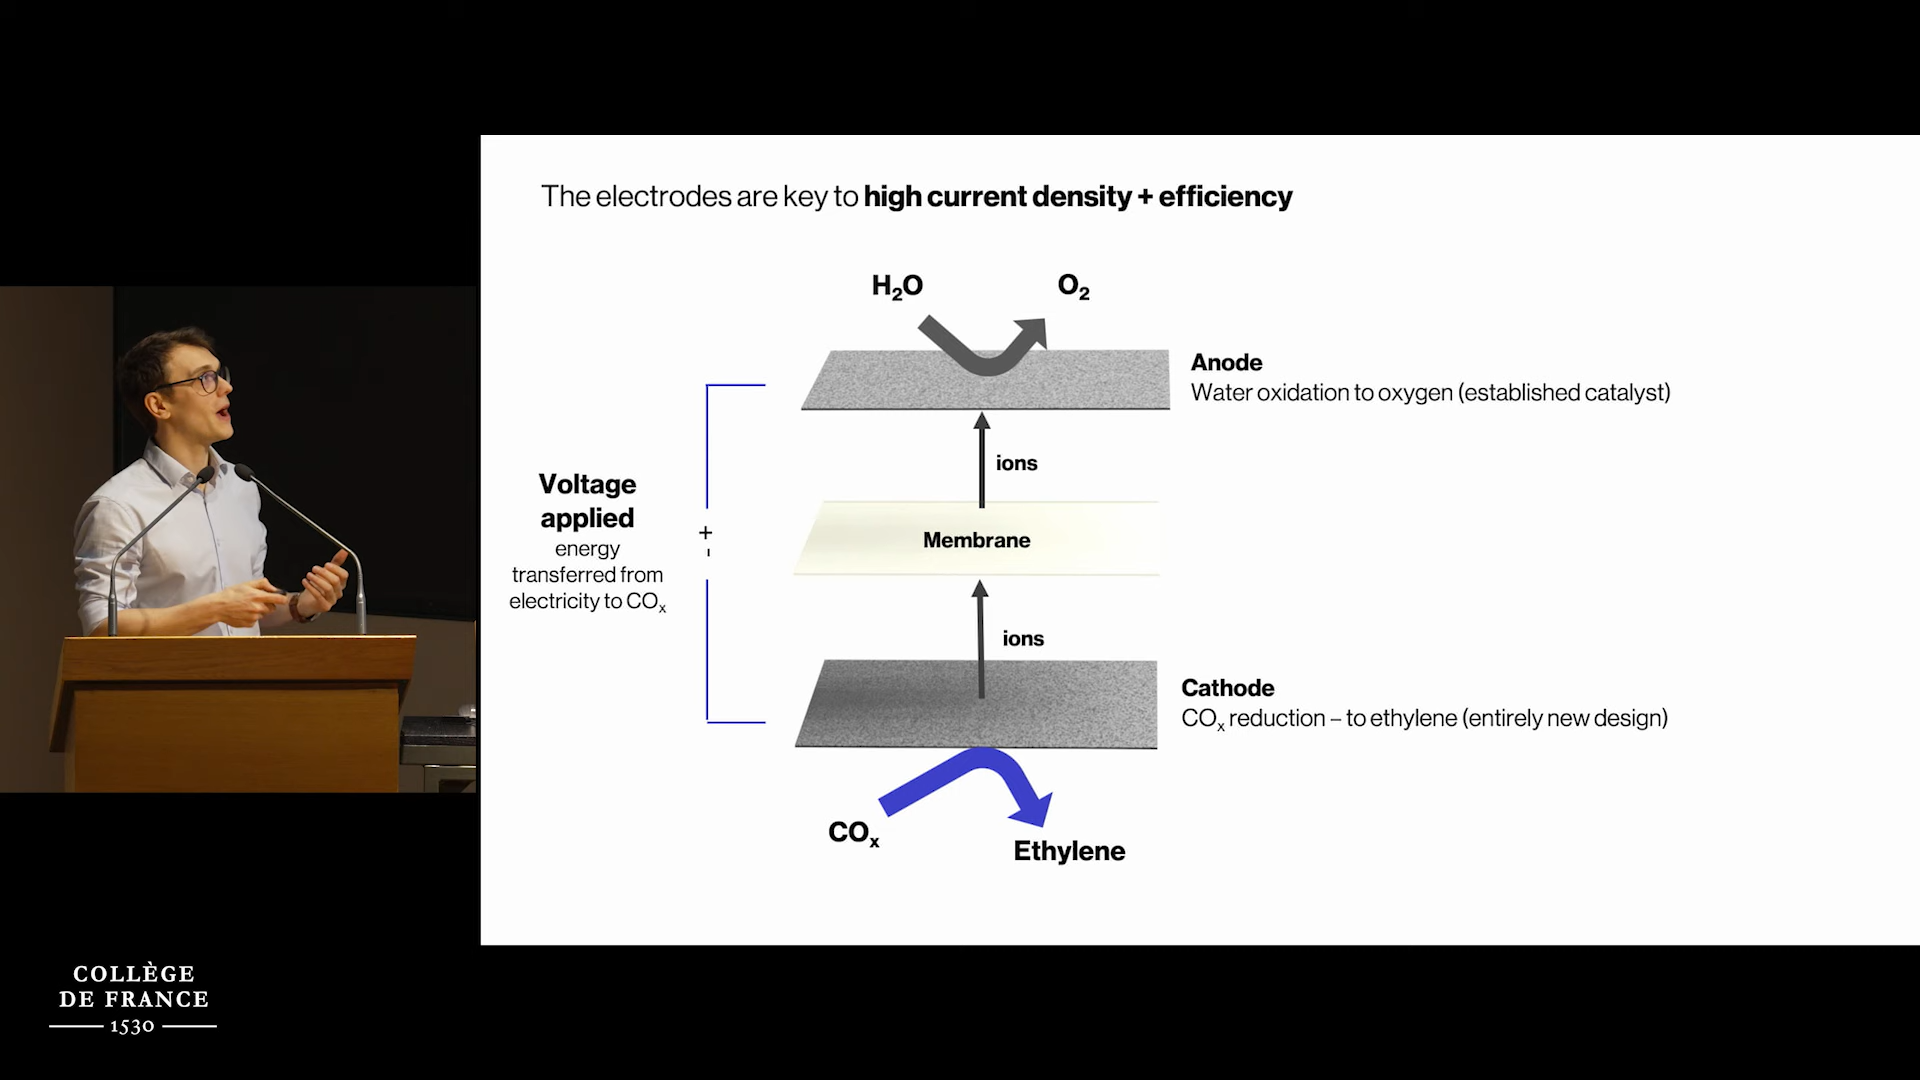 The electrodes are key to high current density + efficiency
H₂O
O₂
Anode
Water oxidation to oxygen (established catalyst)
ions
Voltage
applied
energy
transferred from
electricity to COₓ
+
-
Membrane
ions
Cathode
COₓ reduction – to ethylene (entirely new design)
COₓ
Ethylene
COLLÈGE
DE FRANCE
1530